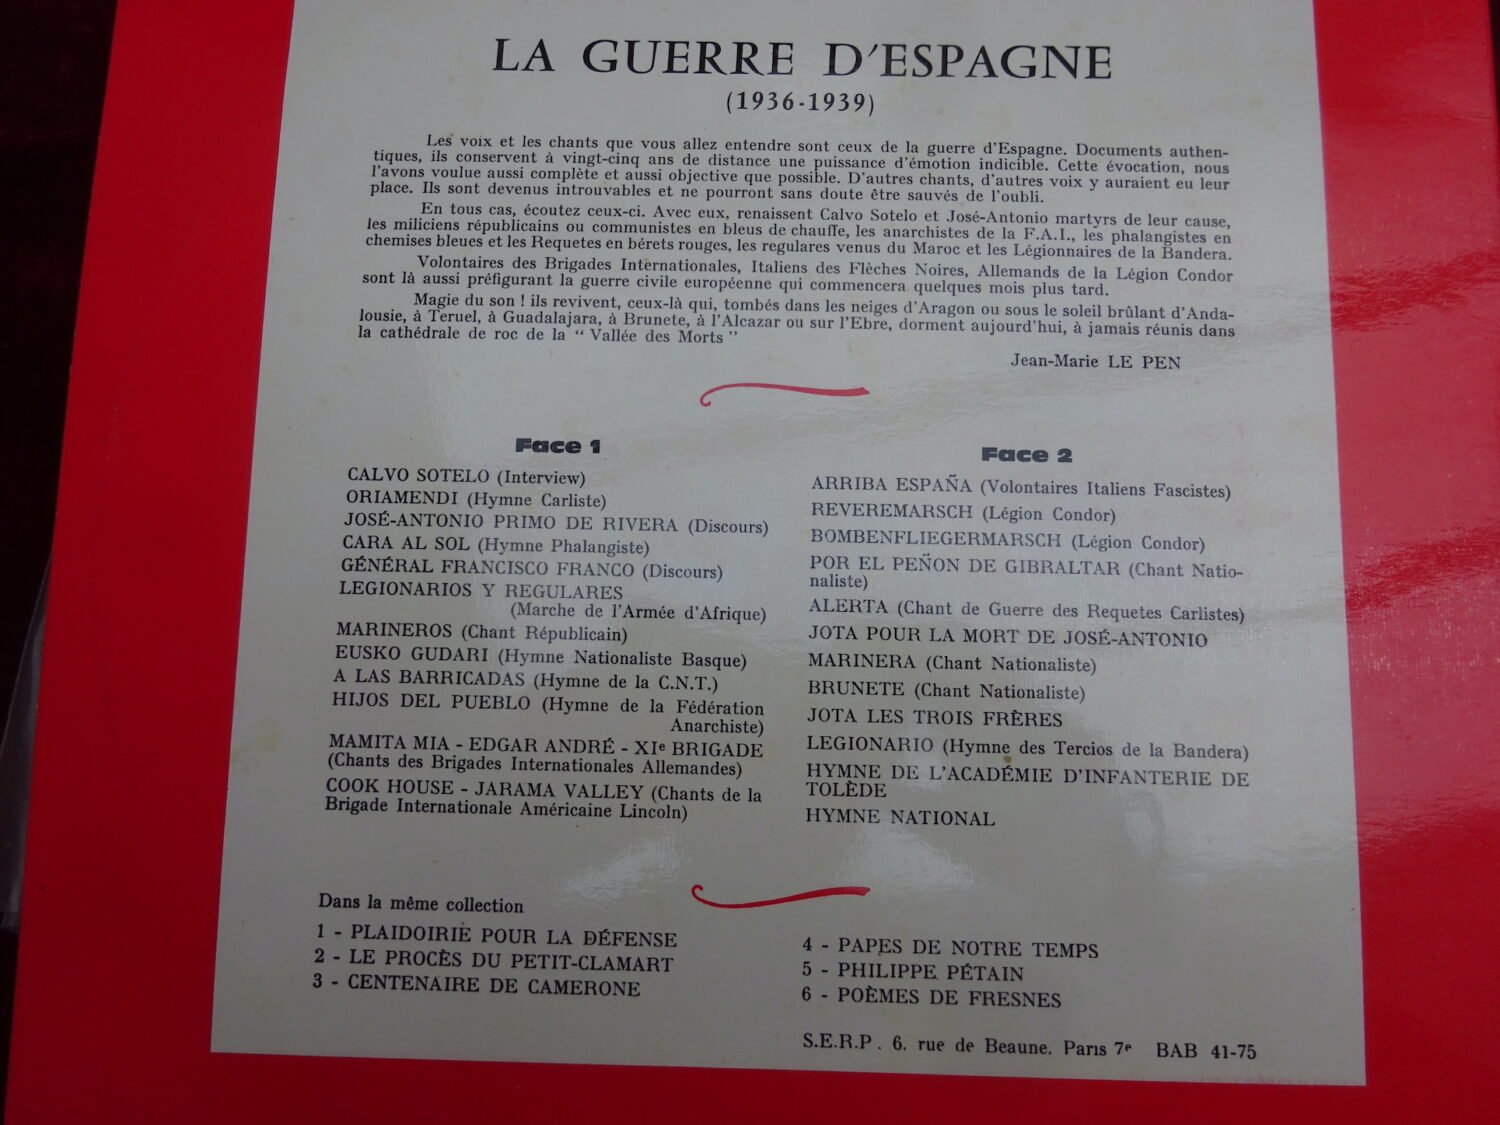 LA GUERRE D'ESPAGNE
(1936-1939)
Les voix et les chants que vous allez entendre sont ceux de la guerre d'Espagne. Documents authen-
tiques, ils conservent à vingt-cinq ans de distance une puissance d'émotion indicible. Cette évocation, nous
l'avons voulue aussi complète et aussi objective que possible. D'autres chants, d'autres voix y auraient eu leur
place. Ils sont devenus introuvables et ne pourront sans doute être sauvés de l'oubli.
En tous cas, écoutez ceux-ci. Avec eux, renaissent Calvo Sotelo et José-Antonio martyrs de leur cause,
les miliciens républicains ou communistes en bleus de chauffe, les anarchistes de la F.A.I., les phalangistes en
chemises bleues et les Requetes en bérets rouges, les regulares venus du Maroc et les Légionnaires de la Bandera.
Volontaires des Brigades Internationales, Italiens des Flèches Noires, Allemands de la Légion Condor
sont là aussi préfigurant la guerre civile européenne qui commencera quelques mois plus tard.
Magie du son ! ils revivent, ceux-là qui, tombés dans les neiges d'Aragon ou sous le soleil brûlant d'Anda-
lousie, à Teruel, à Guadalajara, à Brunete, à l'Alcazar ou sur l'Ebre, dorment aujourd'hui, à jamais réunis dans
la cathédrale de roc de la " Vallée des Morts "
Jean-Marie LE PEN
Face 1
CALVO SOTELO (Interview)
ORIAMENDI (Hymne Carliste)
JOSÉ-ANTONIO PRIMO DE RIVERA (Discours)
CARA AL SOL (Hymne Phalangiste)
GÉNÉRAL FRANCISCO FRANCO (Discours)
LEGIONARIOS Y REGULARES
(Marche de l'Armée d'Afrique)
MARINEROS (Chant Républicain)
EUSKO GUDARI (Hymne Nationaliste Basque)
A LAS BARRICADAS (Hymne de la C.N.T.)
HIJOS DEL PUEBLO (Hymne de la Fédération
Anarchiste)
MAMITA MIA - EDGAR ANDRÉ - XIe BRIGADE
(Chants des Brigades Internationales Allemandes)
COOK HOUSE - JARAMA VALLEY (Chants de la
Brigade Internationale Américaine Lincoln)
Face 2
ARRIBA ESPAÑA (Volontaires Italiens Fascistes)
REVEREMARSCH (Légion Condor)
BOMBENFLIEGERMARSCH (Légion Condor)
POR EL PEÑON DE GIBRALTAR (Chant Natio-
naliste)
ALERTA (Chant de Guerre des Requetes Carlistes)
JOTA POUR LA MORT DE JOSÉ-ANTONIO
MARINERA (Chant Nationaliste)
BRUNETE (Chant Nationaliste)
JOTA LES TROIS FRÈRES
LEGIONARIO (Hymne des Tercios de la Bandera)
HYMNE DE L'ACADÉMIE D'INFANTERIE DE
TOLÈDE
HYMNE NATIONAL
Dans la même collection
1 - PLAIDOIRIE POUR LA DÉFENSE
2 - LE PROCÈS DU PETIT-CLAMART
3 - CENTENAIRE DE CAMERONE
4 - PAPES DE NOTRE TEMPS
5 - PHILIPPE PÉTAIN
6 - POÈMES DE FRESNES
S.E.R.P. 6. rue de Beaune. Paris 7e BAB 41-75